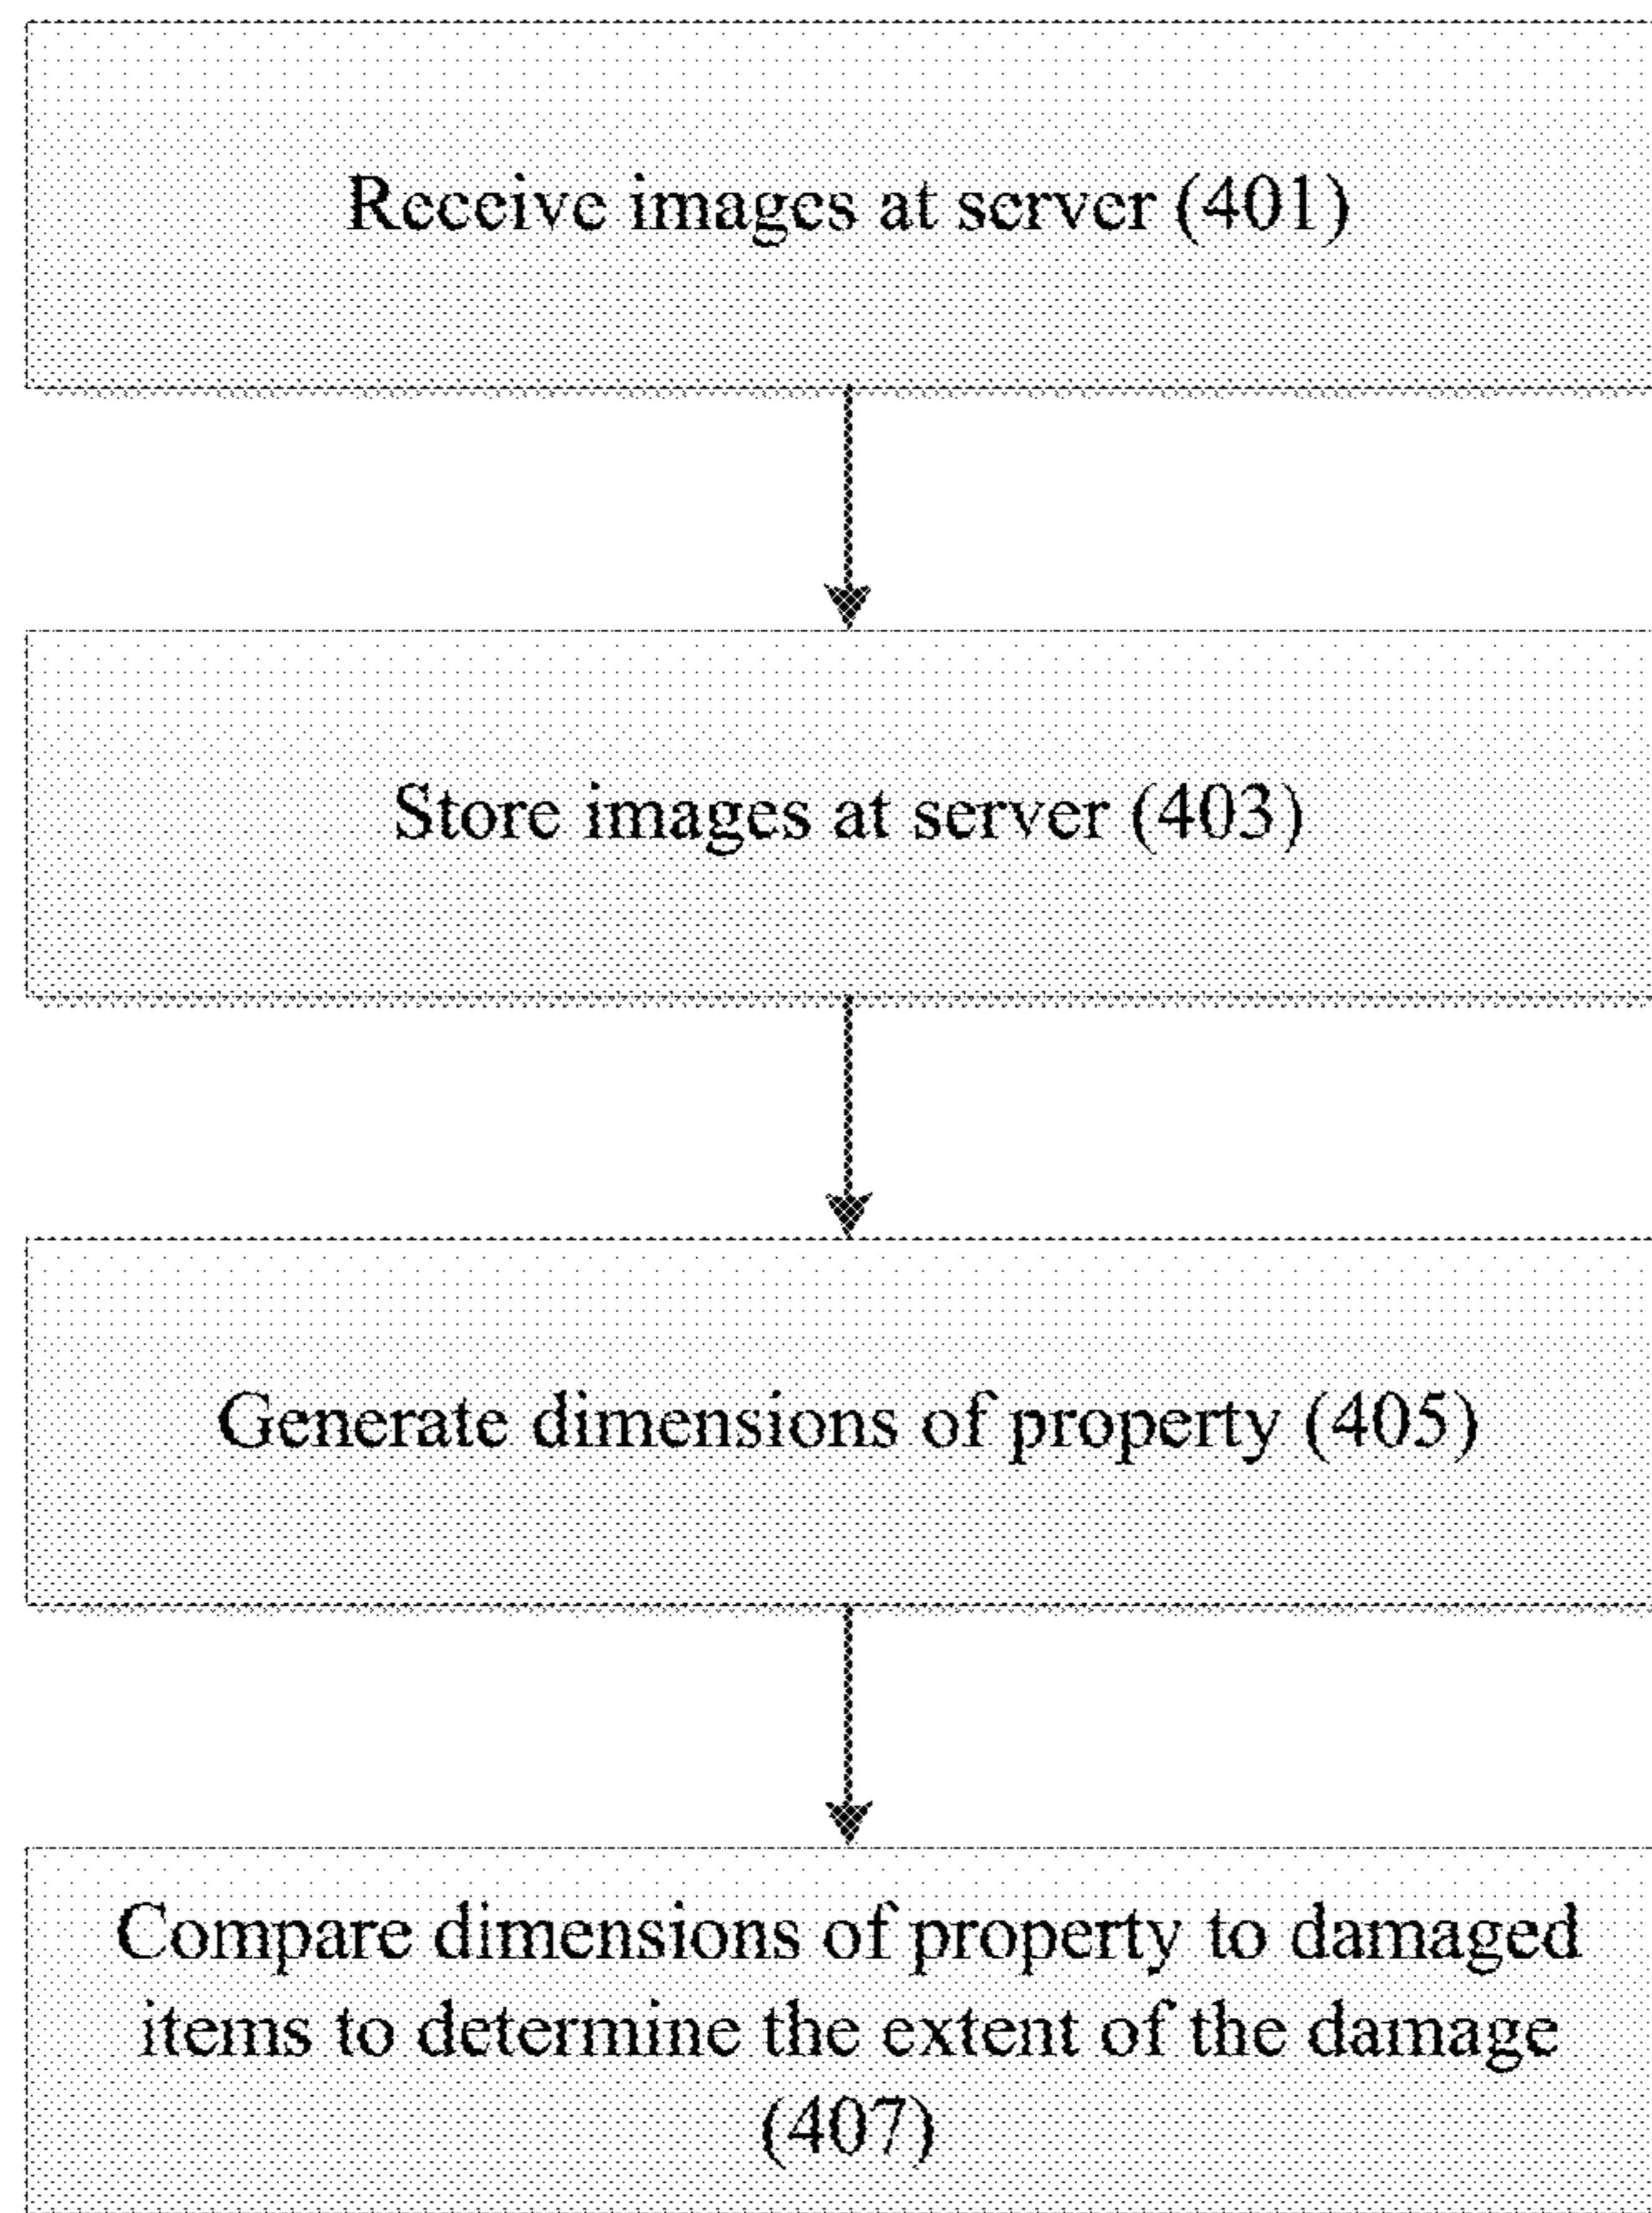 Receive images at server (401)
Store images at server (403)
Generate dimensions of property (405)
Compare dimensions of property to damaged
items to determine the extent of the damage
(407)